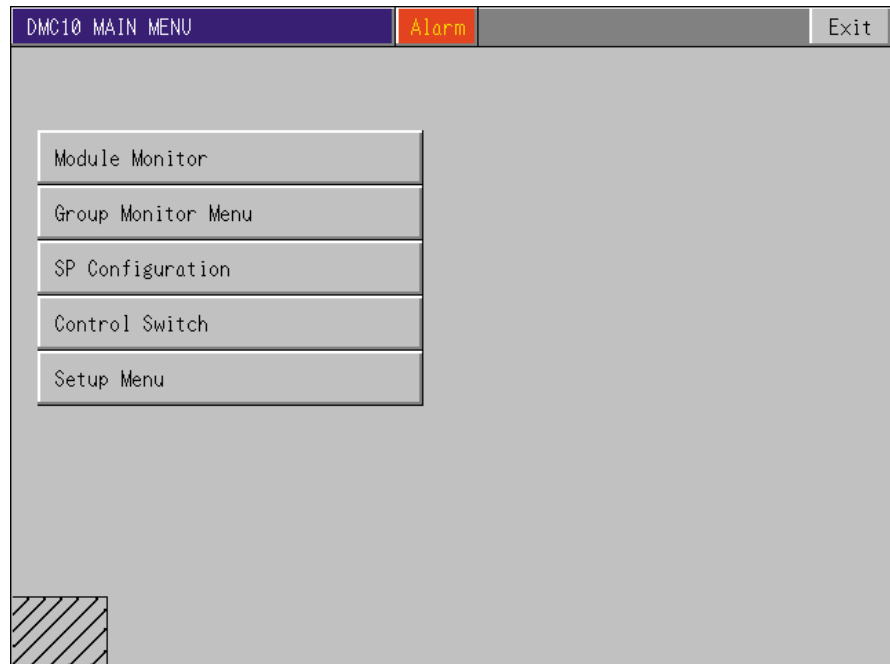 DMC10 MAIN MENU Alarm Exit
Module Monitor
Group Monitor Menu
SP Configuration
Control Switch
Setup Menu